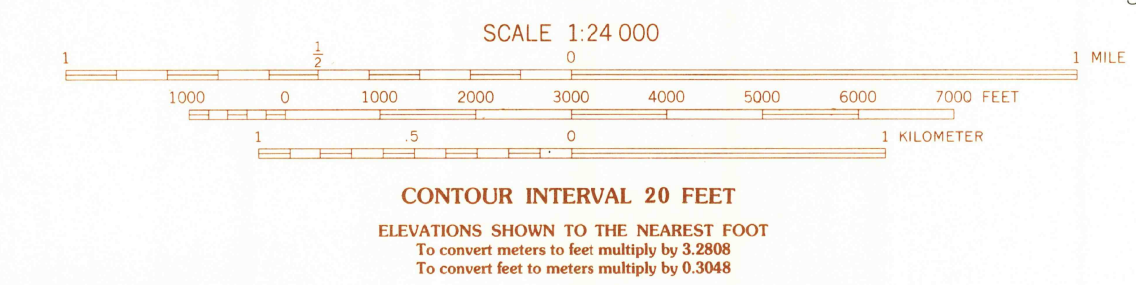 SCALE 1:24 000
1 1/2 0 1 MILE
1000 0 1000 2000 3000 4000 5000 6000 7000 FEET
1 .5 0 1 KILOMETER
CONTOUR INTERVAL 20 FEET
ELEVATIONS SHOWN TO THE NEAREST FOOT
To convert meters to feet multiply by 3.2808
To convert feet to meters multiply by 0.3048